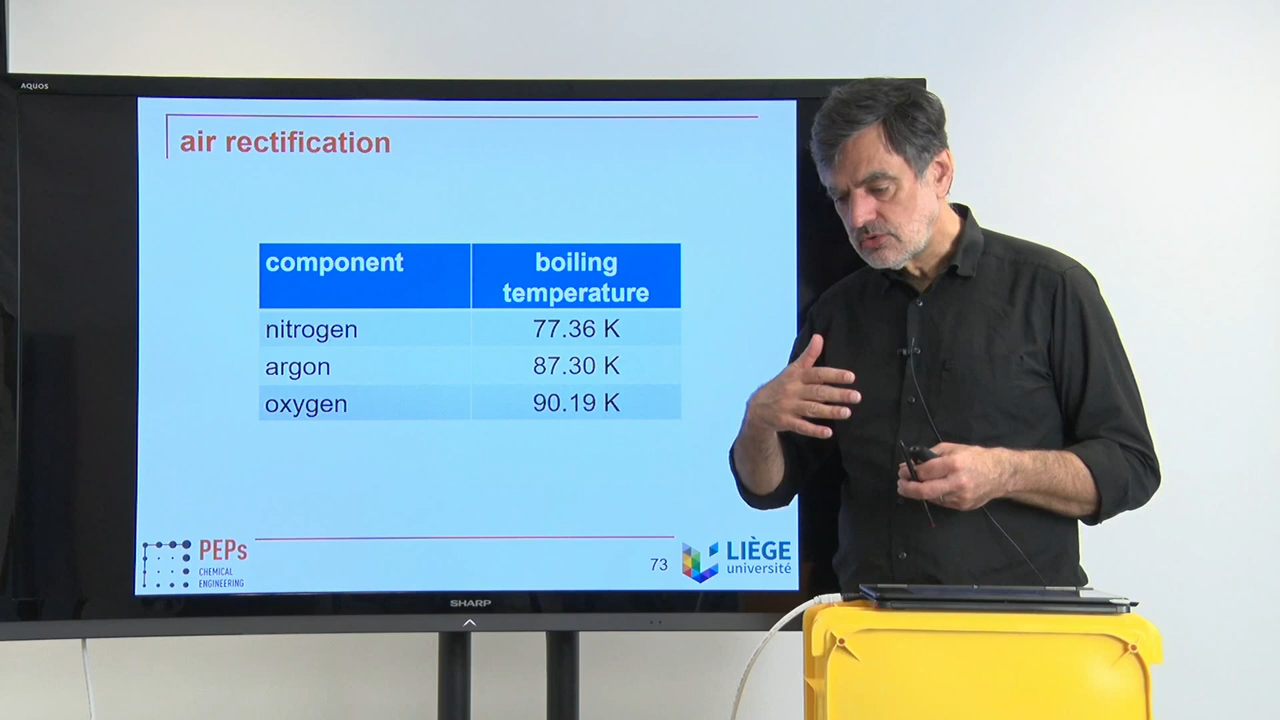 AQUOS
air rectification
component
boiling
temperature
nitrogen 77.36 K
argon 87.30 K
oxygen 90.19 K
PEPs
CHEMICAL
ENGINEERING
73
LIÈGE
université
SHARP